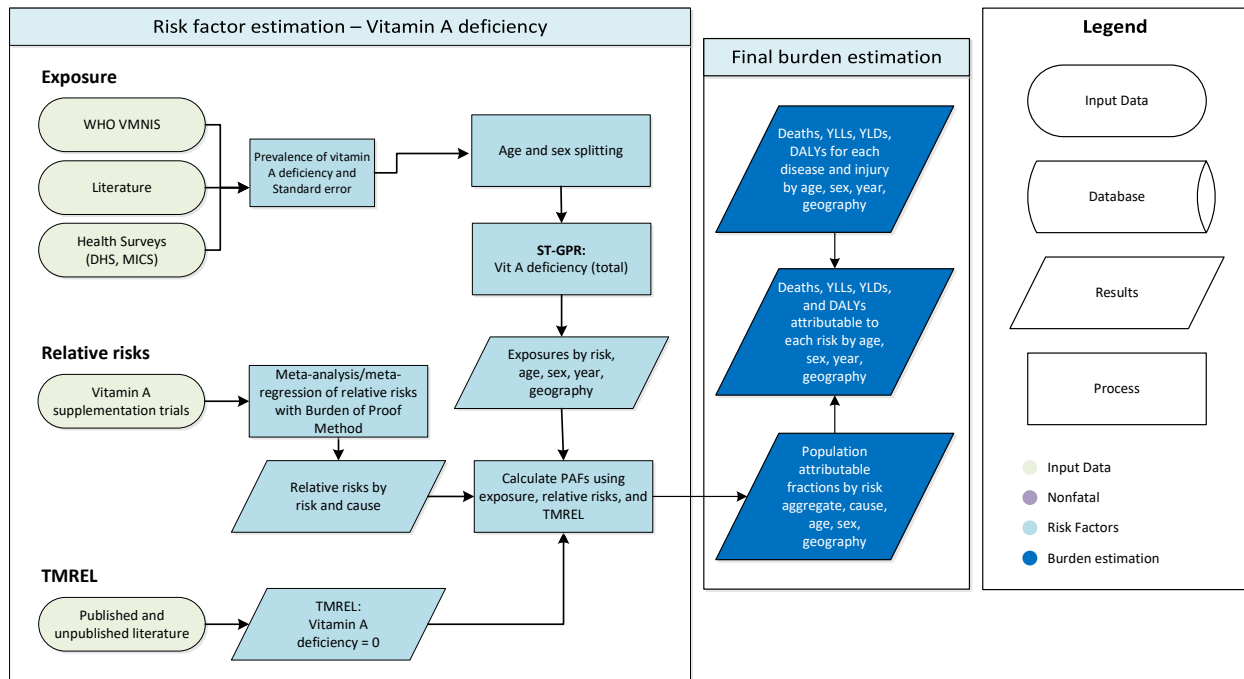 Risk factor estimation – Vitamin A deficiency
Exposure
WHO VMNIS
Literature
Health Surveys
(DHS, MICS)
Prevalence of vitamin
A deficiency and
Standard error
Age and sex splitting
ST-GPR:
Vit A deficiency (total)
Exposures by risk,
age, sex, year,
geography
Relative risks
Vitamin A
supplementation trials
Meta-analysis/meta-
regression of relative risks
with Burden of Proof
Method
Relative risks by
risk and cause
Calculate PAFs using
exposure, relative risks, and
TMREL
TMREL
Published and
unpublished literature
TMREL:
Vitamin A
deficiency = 0
Final burden estimation
Deaths, YLLs, YLDs,
DALYs for each
disease and injury
by age, sex, year,
geography
Deaths, YLLs, YLDs,
and DALYs
attributable to
each risk by age,
sex, year,
geography
Population
attributable
fractions by risk
aggregate, cause,
age, sex,
geography
Legend
Input Data
Database
Results
Process
Input Data
Nonfatal
Risk Factors
Burden estimation